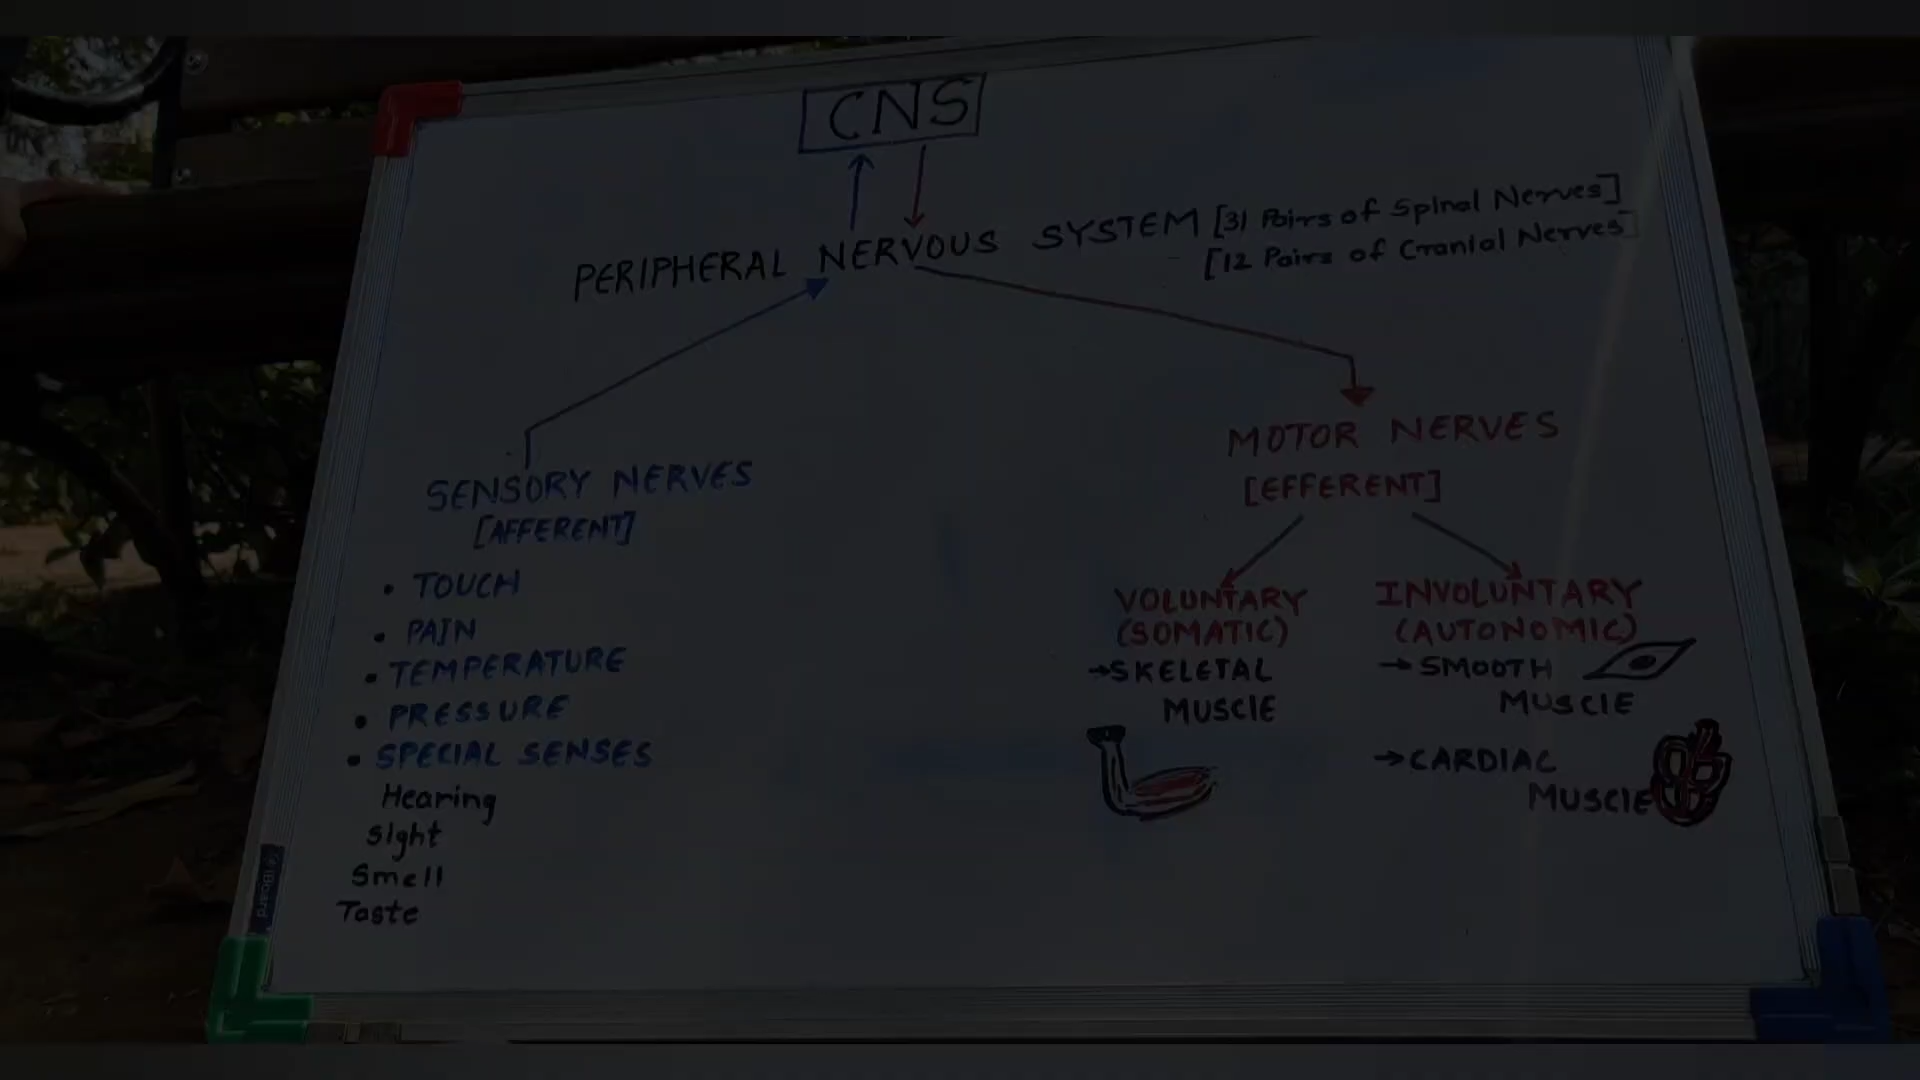 CNS
PERIPHERAL NERVOUS SYSTEM [31 Pairs of Spinal Nerves]
[12 Pairs of Cranial Nerves]
SENSORY NERVES
[AFFERENT]
• TOUCH
• PAIN
• TEMPERATURE
• PRESSURE
• SPECIAL SENSES
Hearing
Sight
Smell
Taste
MOTOR NERVES
[EFFERENT]
VOLUNTARY
(SOMATIC)
→SKELETAL
MUSCLE
INVOLUNTARY
(AUTONOMIC)
→SMOOTH
MUSCLE
→CARDIAC
MUSCLE
iBoard